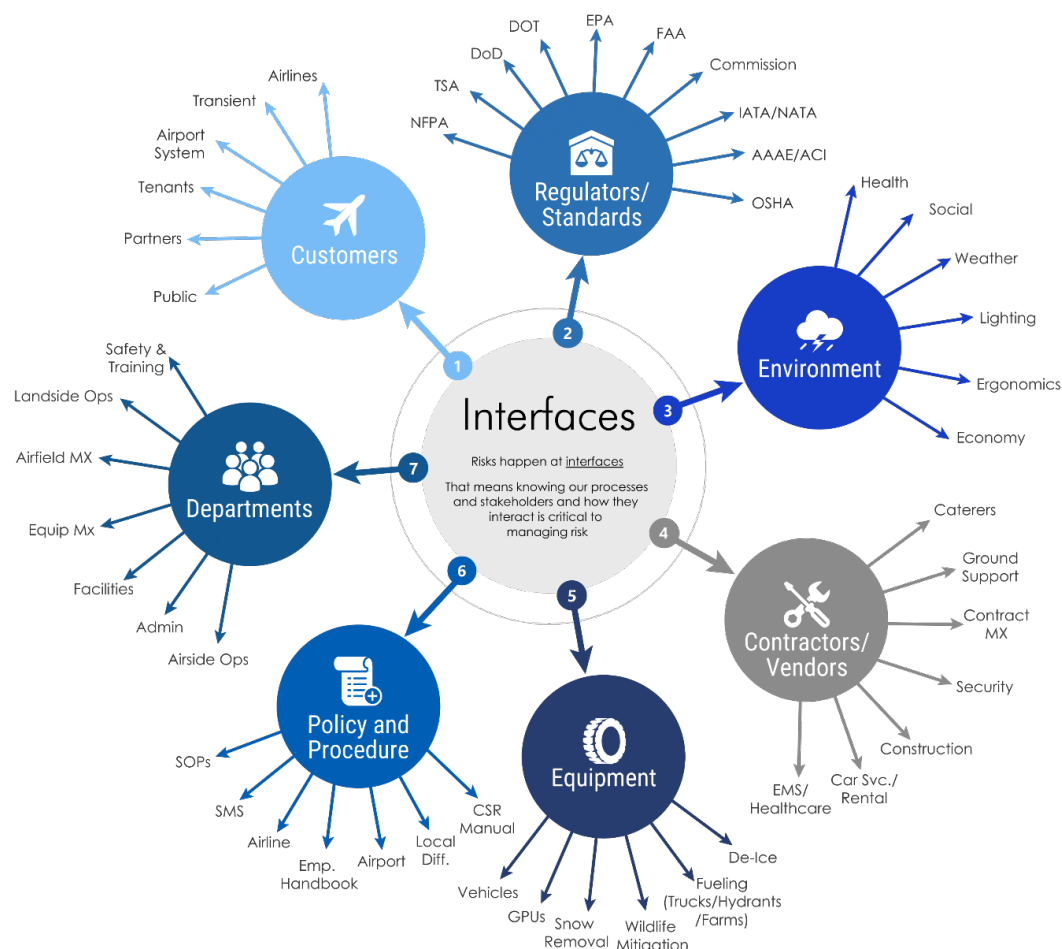 Interfaces
Risks happen at interfaces
That means knowing our processes
and stakeholders and how they
interact is critical to
managing risk
1
Customers
Airlines
Transient
Airport
System
Tenants
Partners
Public
2
Regulators/
Standards
NFPA
TSA
DoD
DOT
EPA
FAA
Commission
IATA/NATA
AAAE/ACI
OSHA
3
Environment
Health
Social
Weather
Lighting
Ergonomics
Economy
4
Contractors/
Vendors
Caterers
Ground
Support
Contract
MX
Security
Construction
Car Svc./
Rental
EMS/
Healthcare
5
Equipment
De-Ice
Fueling
(Trucks/Hydrants
/Farms)
Wildlife
Mitigation
Snow
Removal
GPUs
Vehicles
6
Policy and
Procedure
CSR
Manual
Local
Diff.
Airport
Emp.
Handbook
Airline
SMS
SOPs
7
Departments
Safety &
Training
Landside Ops
Airfield MX
Equip Mx
Facilities
Admin
Airside Ops